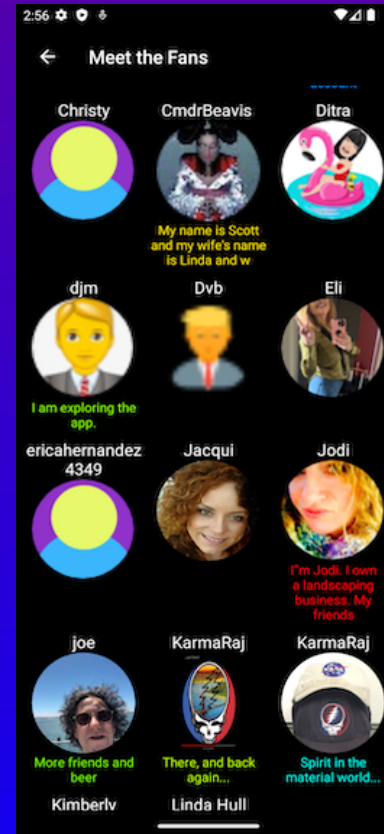 2:56
Meet the Fans
account
Christy
CmdrBeavis
Ditra
My name is Scott
and my wife's name
is Linda and w
djm
Dvb
Eli
I am exploring the
app.
ericahernandez
4349
Jacqui
Jodi
I"m Jodi. I own
a landscaping
business. My
friends
joe
KarmaRaj
KarmaRaj
NASA
More friends and
beer
There, and back
again...
Spirit in the
material world...
Kimberly
Linda Hull